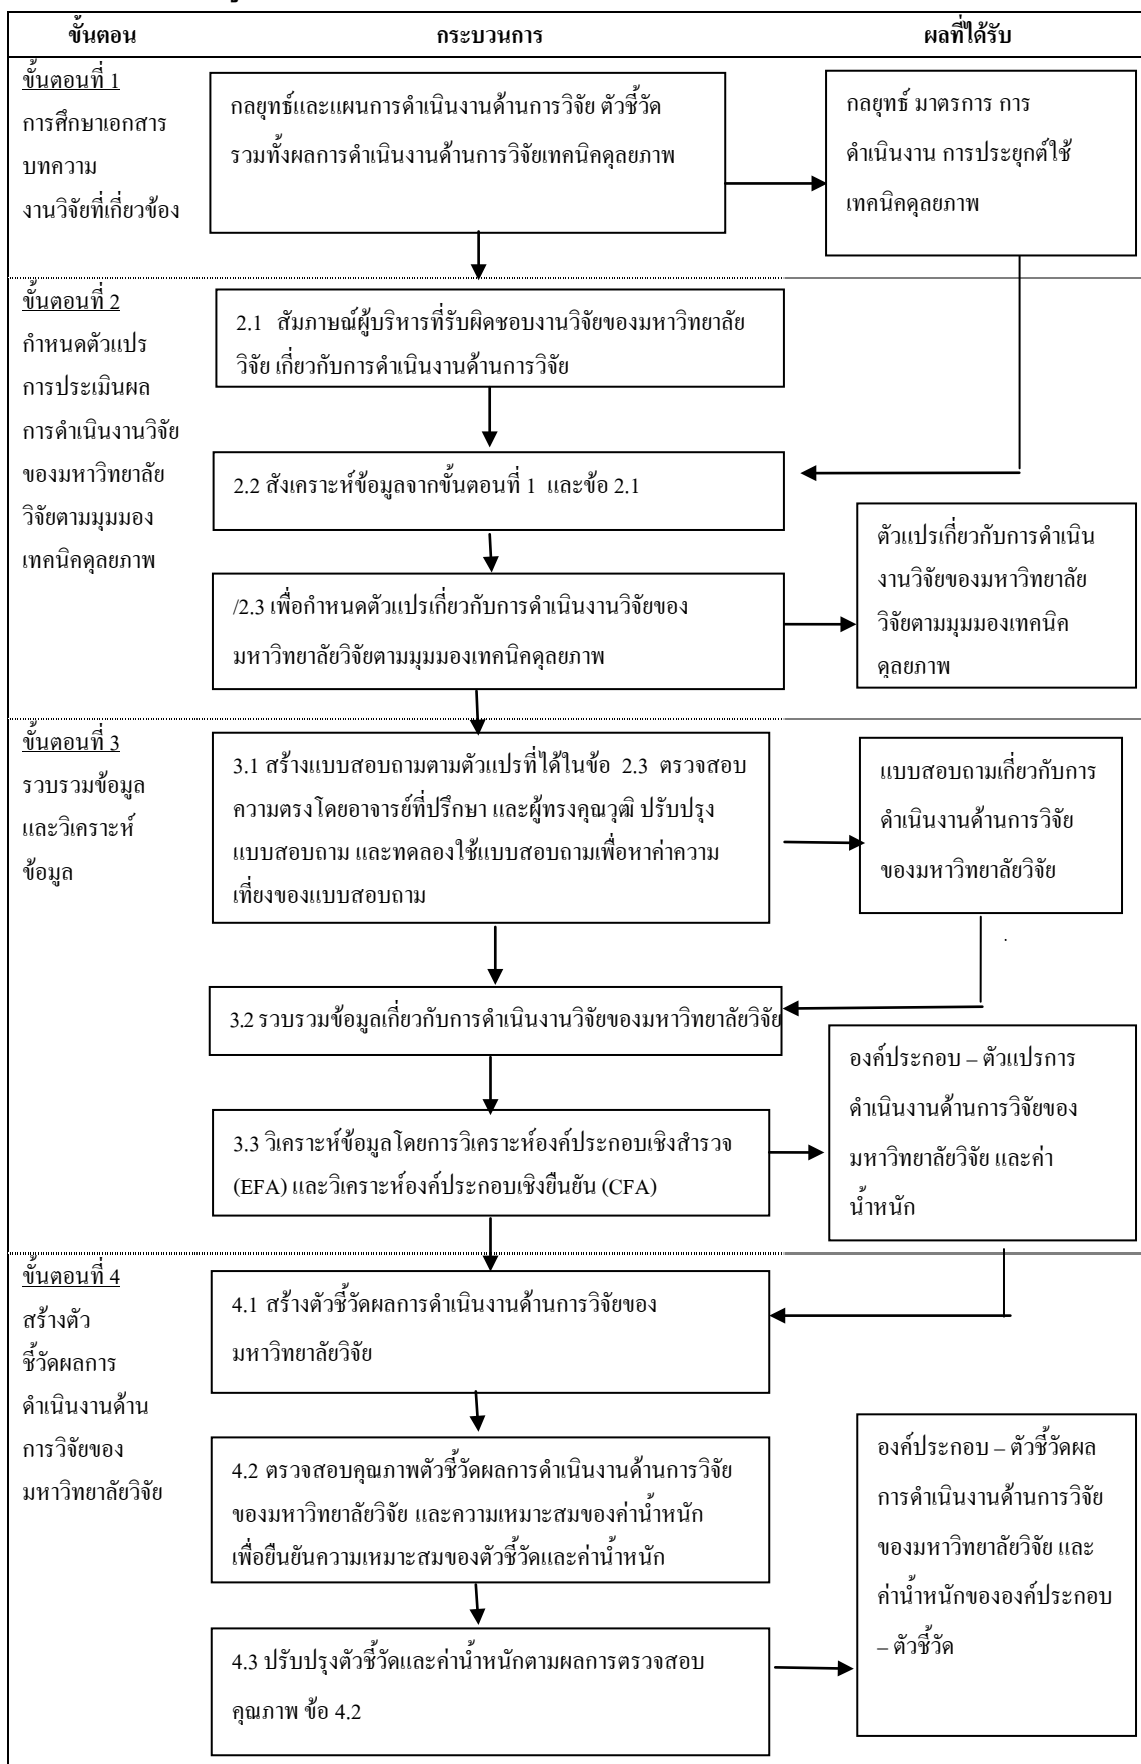 ขั้นตอน
กระบวนการ
ผลที่ได้รับ
ขั้นตอนที่ 1
การศึกษาเอกสาร
บทความ
งานวิจัยที่เกี่ยวข้อง
กลยุทธ์และแผนการดำเนินงานด้านการวิจัย ตัวชี้วัด
รวมทั้งผลการดำเนินงานด้านการวิจัยเทคนิคดุลยภาพ
กลยุทธ์ มาตรการ การ
ดำเนินงาน การประยุกต์ใช้
เทคนิคดุลยภาพ
ขั้นตอนที่ 2
กำหนดตัวแปร
การประเมินผล
การดำเนินงานวิจัย
ของมหาวิทยาลัย
วิจัยตามมุมมอง
เทคนิคดุลยภาพ
2.1 สัมภาษณ์ผู้บริหารที่รับผิดชอบงานวิจัยของมหาวิทยาลัย
วิจัย เกี่ยวกับการดำเนินงานด้านการวิจัย
2.2 สังเคราะห์ข้อมูลจากขั้นตอนที่ 1 และข้อ 2.1
/2.3 เพื่อกำหนดตัวแปรเกี่ยวกับการดำเนินงานวิจัยของ
มหาวิทยาลัยวิจัยตามมุมมองเทคนิคดุลยภาพ
ตัวแปรเกี่ยวกับการดำเนิน
งานวิจัยของมหาวิทยาลัย
วิจัยตามมุมมองเทคนิค
ดุลยภาพ
ขั้นตอนที่ 3
รวบรวมข้อมูล
และวิเคราะห์
ข้อมูล
3.1 สร้างแบบสอบถามตามตัวแปรที่ได้ในข้อ 2.3 ตรวจสอบ
ความตรงโดยอาจารย์ที่ปรึกษา และผู้ทรงคุณวุฒิ ปรับปรุง
แบบสอบถาม และทดลองใช้แบบสอบถามเพื่อหาค่าความ
เที่ยงของแบบสอบถาม
แบบสอบถามเกี่ยวกับการ
ดำเนินงานด้านการวิจัย
ของมหาวิทยาลัยวิจัย
.
3.2 รวบรวมข้อมูลเกี่ยวกับการดำเนินงานวิจัยของมหาวิทยาลัยวิจัย
3.3 วิเคราะห์ข้อมูลโดยการวิเคราะห์องค์ประกอบเชิงสำรวจ
(EFA) และวิเคราะห์องค์ประกอบเชิงยืนยัน (CFA)
องค์ประกอบ – ตัวแปรการ
ดำเนินงานด้านการวิจัยของ
มหาวิทยาลัยวิจัย และค่า
น้ำหนัก
ขั้นตอนที่ 4
สร้างตัว
ชี้วัดผลการ
ดำเนินงานด้าน
การวิจัยของ
มหาวิทยาลัยวิจัย
4.1 สร้างตัวชี้วัดผลการดำเนินงานด้านการวิจัยของ
มหาวิทยาลัยวิจัย
4.2 ตรวจสอบคุณภาพตัวชี้วัดผลการดำเนินงานด้านการวิจัย
ของมหาวิทยาลัยวิจัย และความเหมาะสมของค่าน้ำหนัก
เพื่อยืนยันความเหมาะสมของตัวชี้วัดและค่าน้ำหนัก
4.3 ปรับปรุงตัวชี้วัดและค่าน้ำหนักตามผลการตรวจสอบ
คุณภาพ ข้อ 4.2
องค์ประกอบ – ตัวชี้วัดผล
การดำเนินงานด้านการวิจัย
ของมหาวิทยาลัยวิจัย และ
ค่าน้ำหนักขององค์ประกอบ
– ตัวชี้วัด